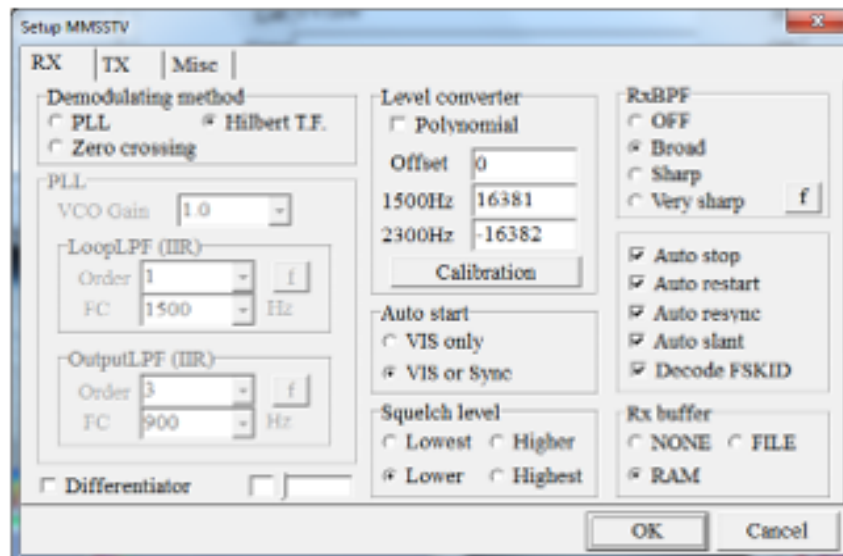 Setup MMSSTV
RX TX Misc
Demodulating method
PLL Hilbert T.F.
Zero crossing
PLL
VCO Gain 1.0
LoopLPF (IIR)
Order 1 f
FC 1500 Hz
OutputLPF (IIR)
Order 3 f
FC 900 Hz
Differentiator
Level converter
Polynomial
Offset 0
1500Hz 16381
2300Hz -16382
Calibration
Auto start
VIS only
VIS or Sync
Squelch level
Lowest Higher
Lower Highest
RxBPF
OFF
Broad
Sharp
Very sharp f
Auto stop
Auto restart
Auto resync
Auto slant
Decode FSKID
Rx buffer
NONE FILE
RAM
OK Cancel